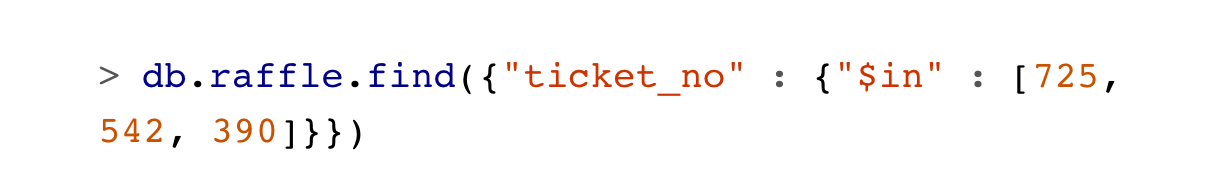 > db.raffle.find({"ticket_no" : {"$in" : [725,
542, 390]}})